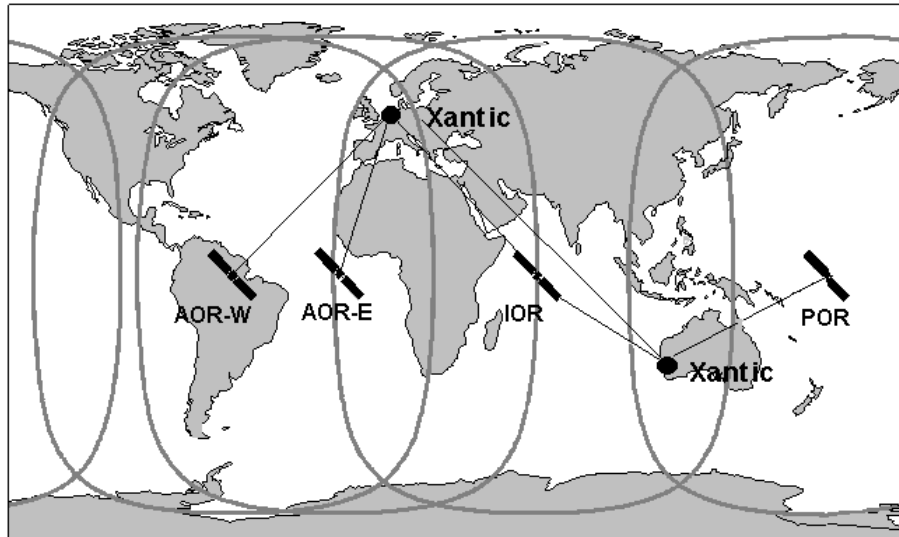 Xantic
AOR-W
AOR-E
IOR
POR
Xantic